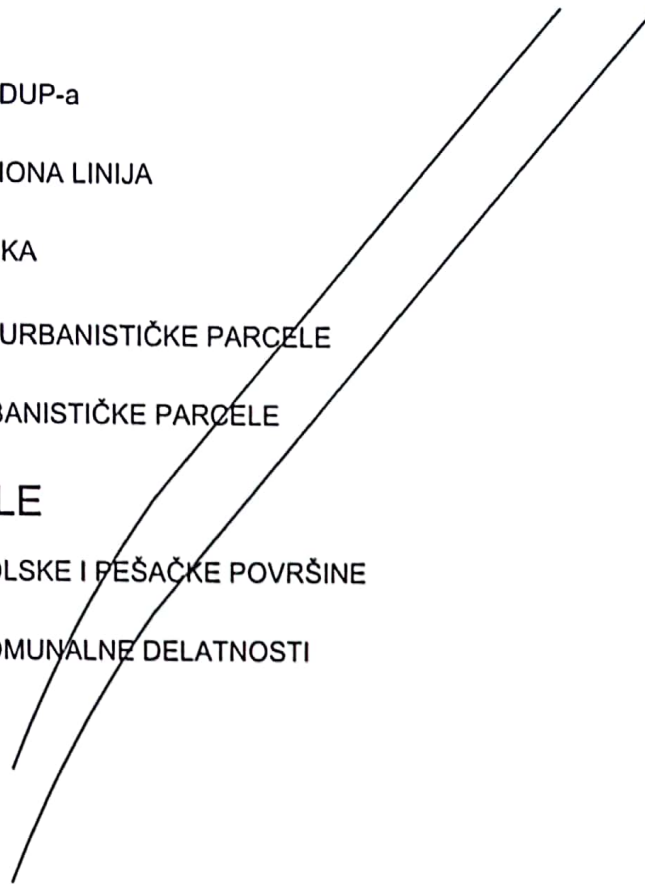 DUP-a
IONA LINIJA
KA
URBANISTIČKE PARCELE
BANISTIČKE PARCELE
LE
OLSKE I PEŠAČKE POVRŠINE
OMUNALNE DELATNOSTI